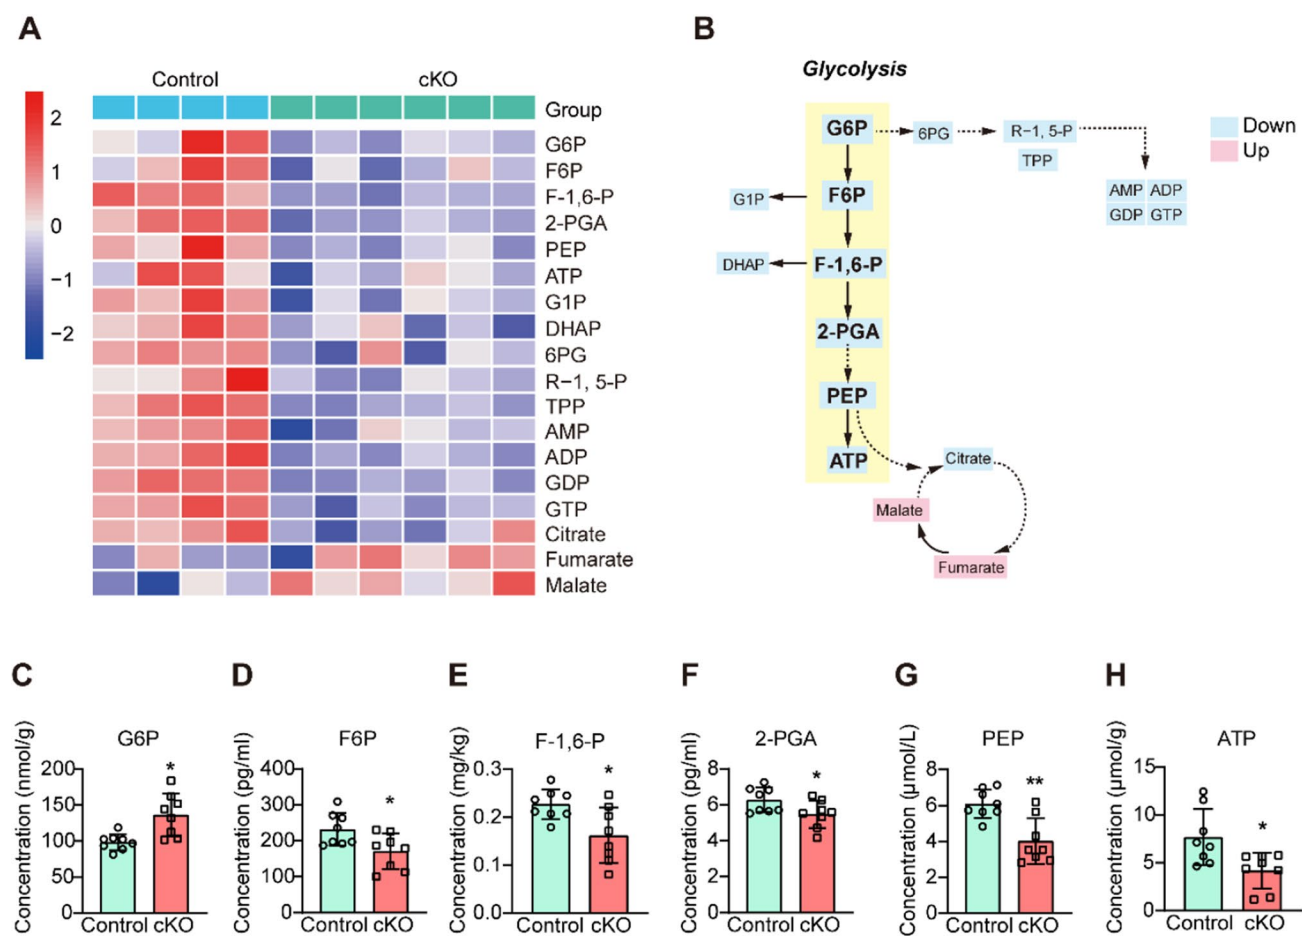 A
Control
cKO
Group
2
1
0
−1
−2
G6P
F6P
F-1,6-P
2-PGA
PEP
ATP
G1P
DHAP
6PG
R−1, 5-P
TPP
AMP
ADP
GDP
GTP
Citrate
Fumarate
Malate
B
Glycolysis
G6P
6PG
R−1, 5-P
TPP
AMP ADP
GDP GTP
Down
Up
G1P
F6P
DHAP
F-1,6-P
2-PGA
PEP
ATP
Citrate
Malate
Fumarate
C
G6P
Concentration (nmol/g)
200
150
100
50
0
*
Control cKO
D
F6P
Concentration (pg/ml)
400
300
200
100
0
*
Control cKO
E
F-1,6-P
Concentration (mg/kg)
0.3
0.2
0.1
0.0
*
Control cKO
F
2-PGA
Concentration (pg/ml)
8
6
4
2
0
*
Control cKO
G
PEP
Concentration (μmol/L)
8
6
4
2
0
**
Control cKO
H
ATP
Concentration (μmol/g)
15
10
5
0
*
Control cKO